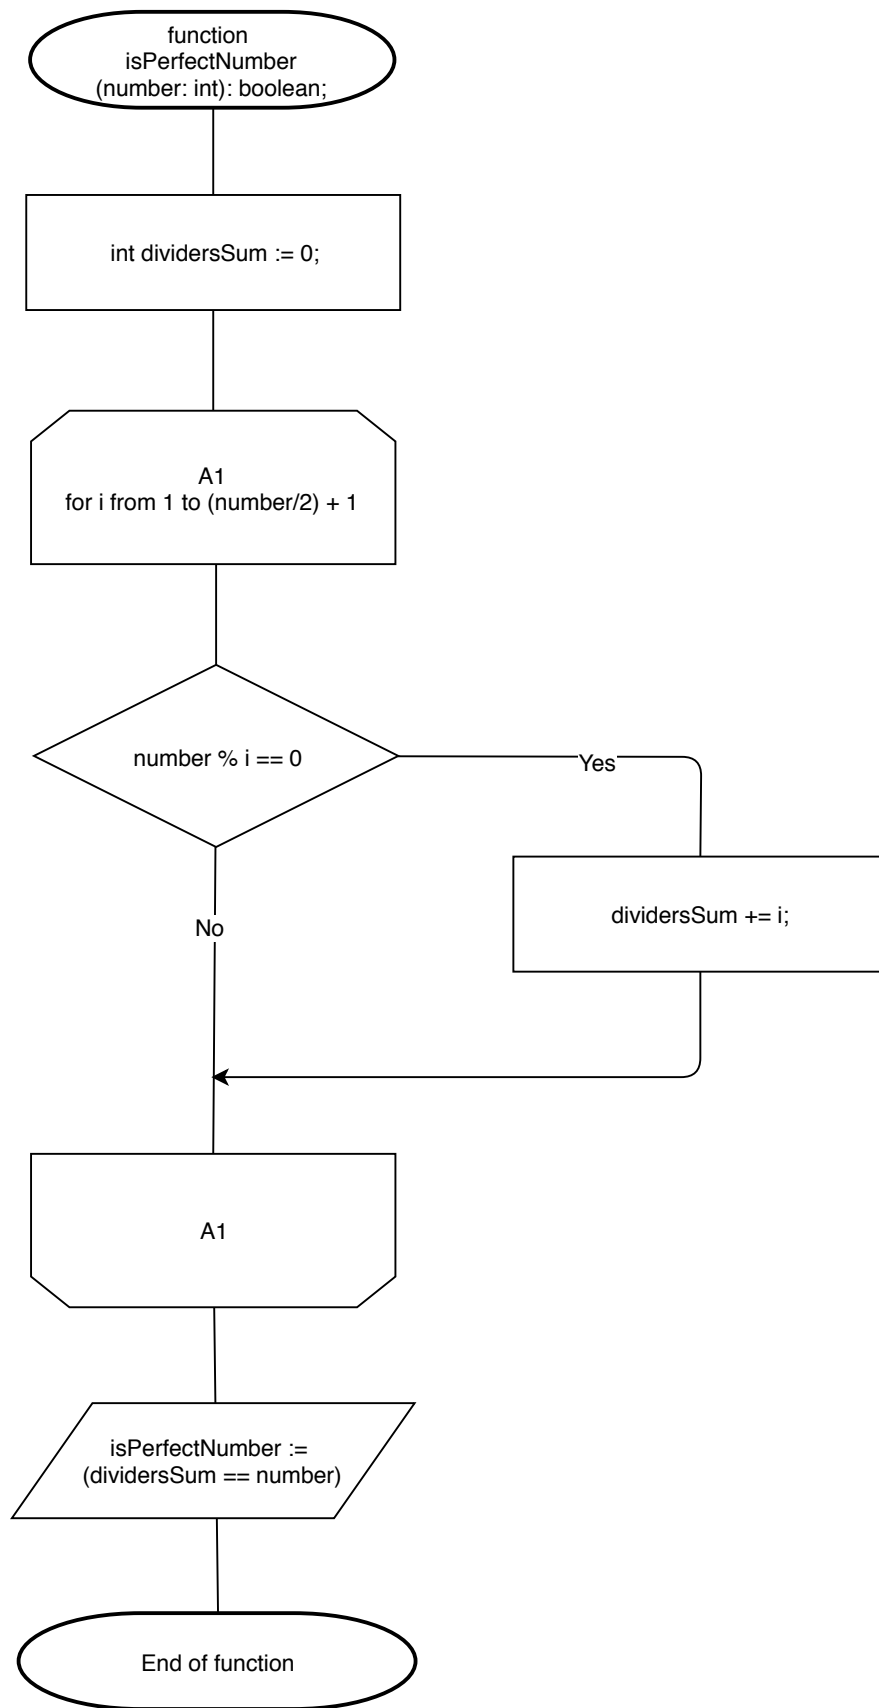 function
isPerfectNumber
(number: int): boolean;
int dividersSum := 0;
A1
for i from 1 to (number/2) + 1
number % i == 0
Yes
dividersSum += i;
No
A1
isPerfectNumber :=
(dividersSum == number)
End of function